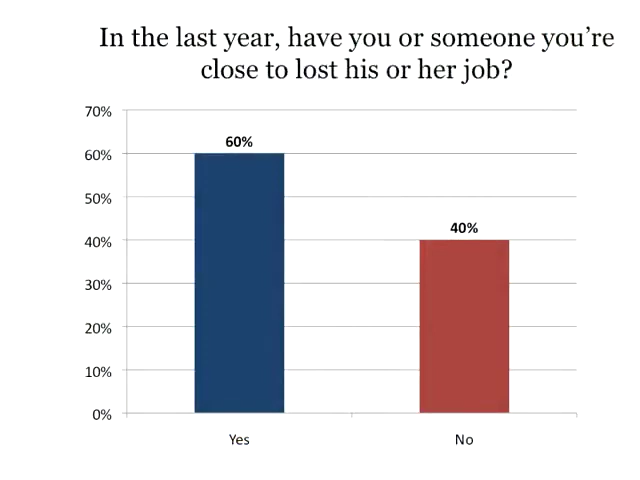 In the last year, have you or someone you’re
close to lost his or her job?
70%
60%
50%
40%
30%
20%
10%
0%
60%
40%
Yes
No